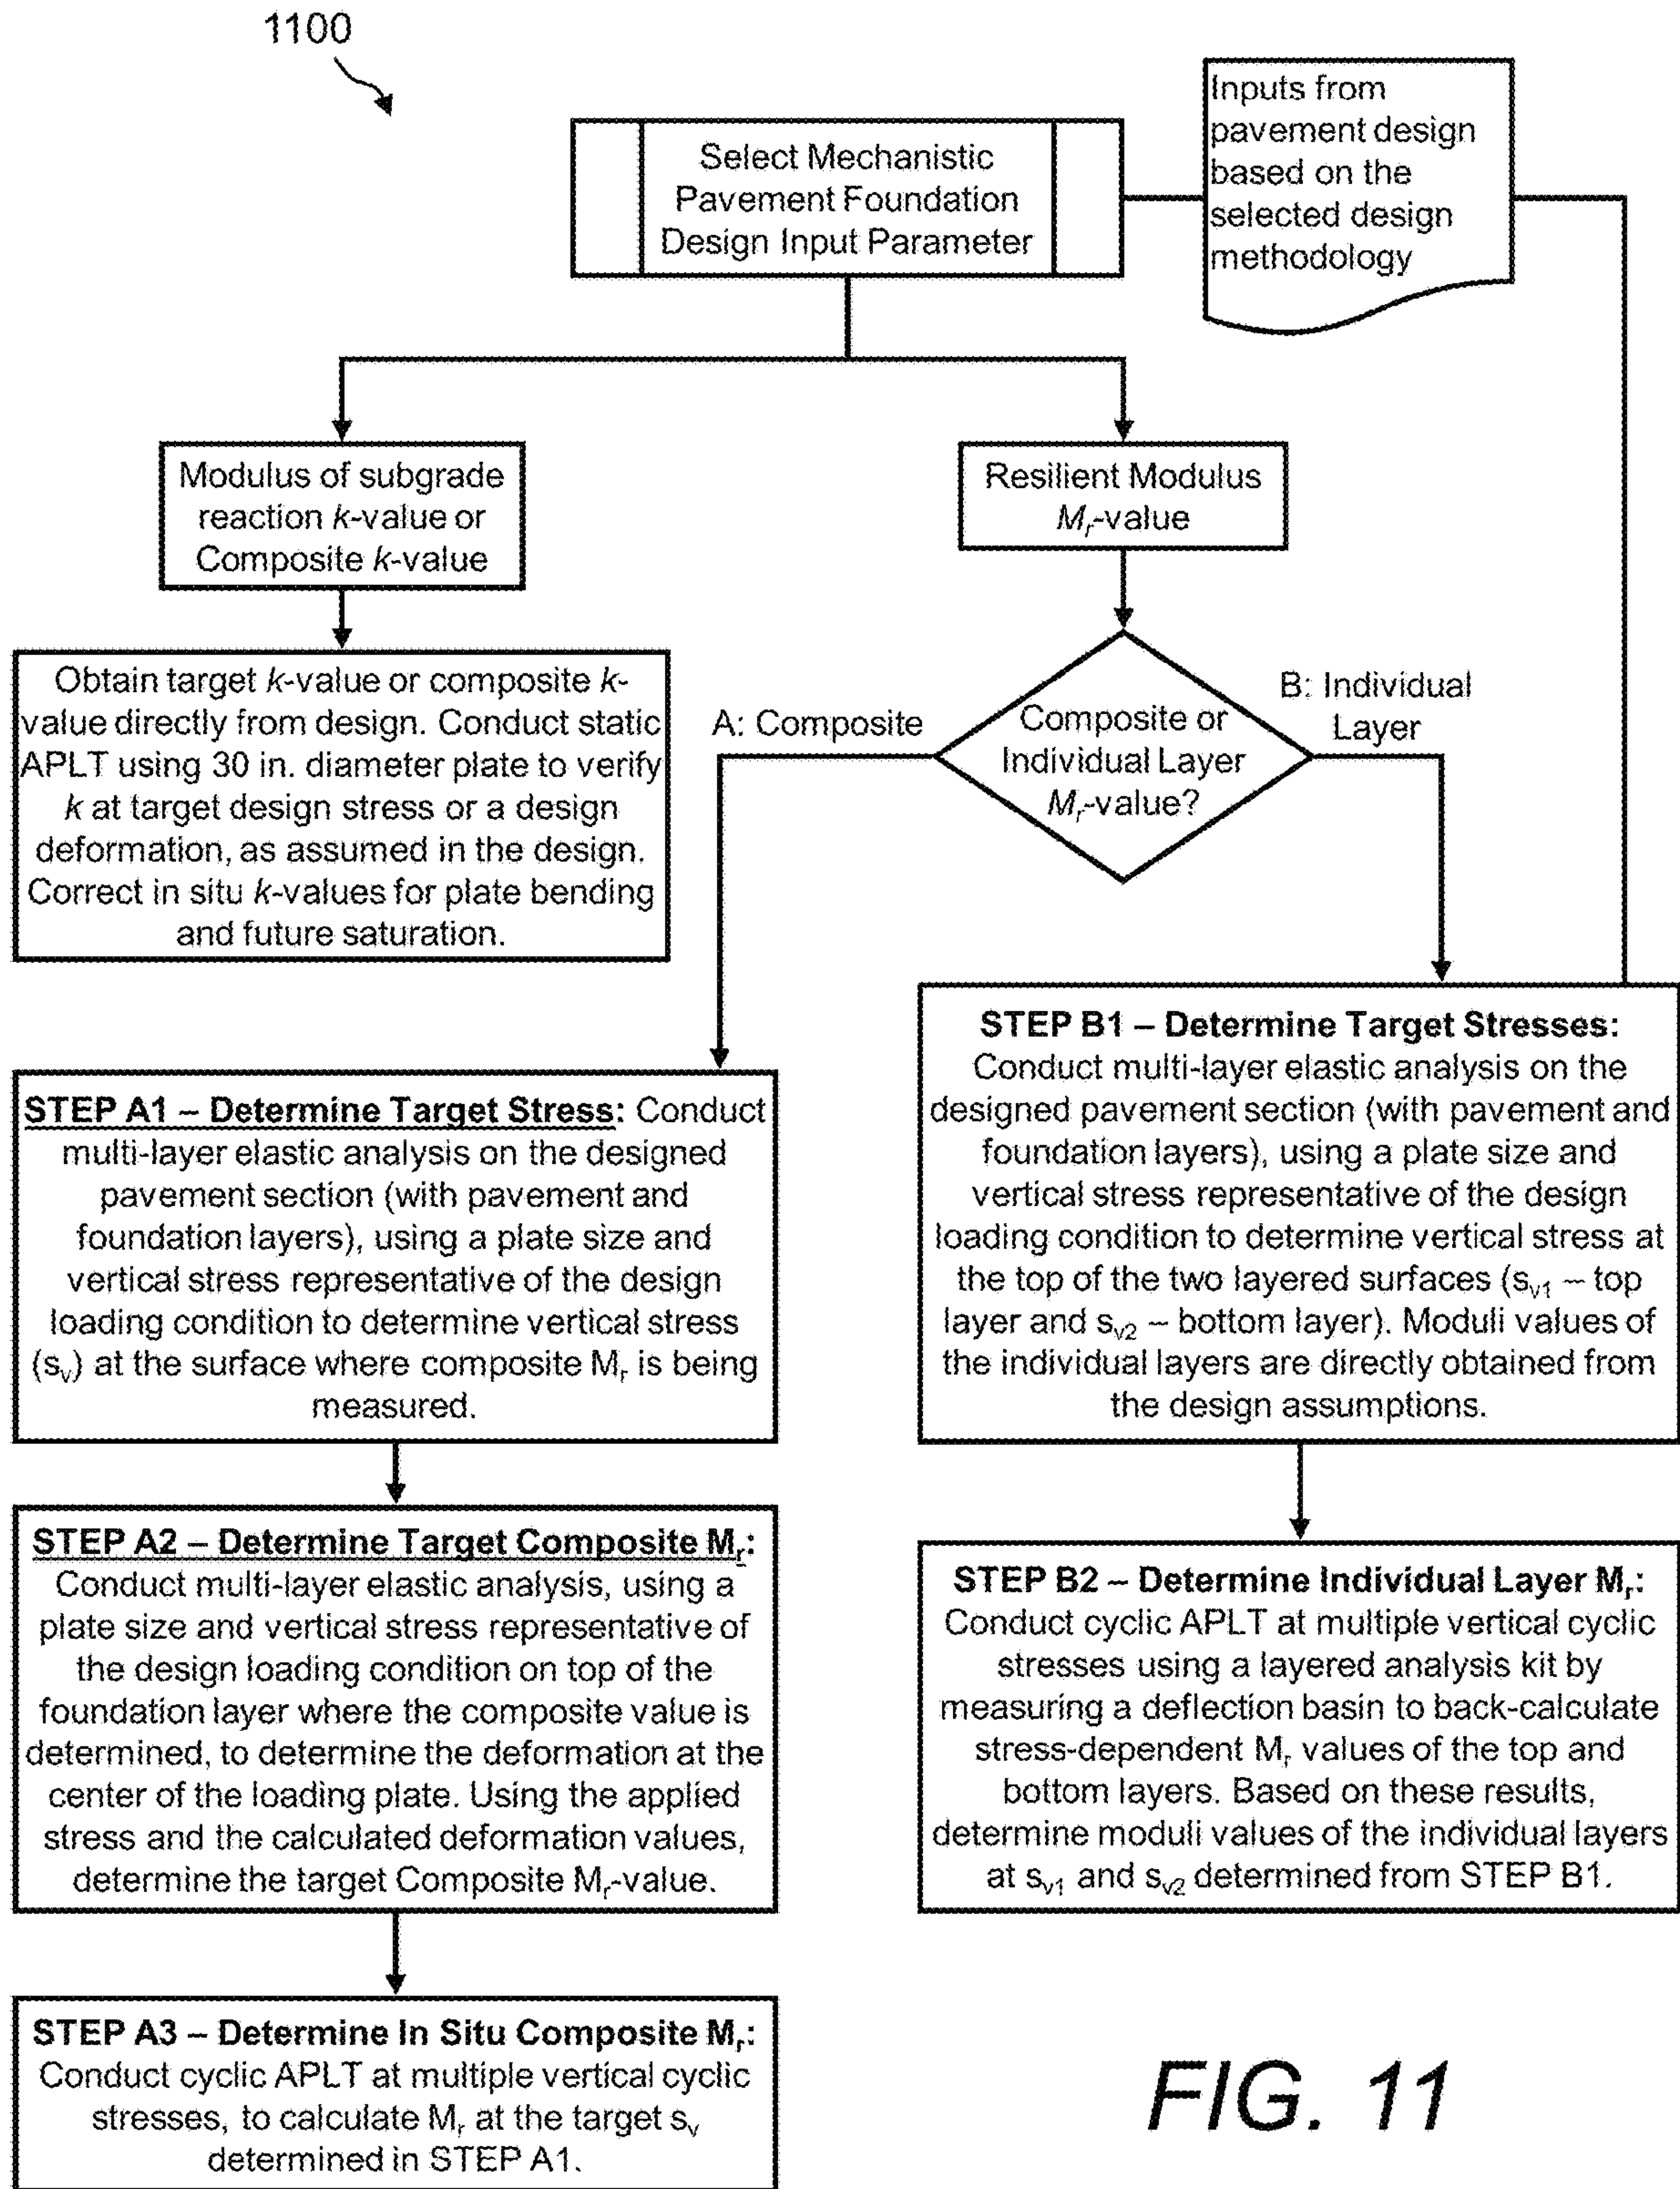 1100
Select Mechanistic
Pavement Foundation
Design Input Parameter
Inputs from
pavement design
based on the
selected design
methodology
Modulus of subgrade
reaction k-value or
Composite k-value
Resilient Modulus
Mr-value
Obtain target k-value or composite k-
value directly from design. Conduct static
APLT using 30 in. diameter plate to verify
k at target design stress or a design
deformation, as assumed in the design.
Correct in situ k-values for plate bending
and future saturation.
A: Composite
Composite or
Individual Layer
Mr-value?
B: Individual
Layer
STEP A1 – Determine Target Stress: Conduct
multi-layer elastic analysis on the designed
pavement section (with pavement and
foundation layers), using a plate size and
vertical stress representative of the design
loading condition to determine vertical stress
(sv) at the surface where composite Mr is being
measured.
STEP B1 – Determine Target Stresses:
Conduct multi-layer elastic analysis on the
designed pavement section (with pavement and
foundation layers), using a plate size and
vertical stress representative of the design
loading condition to determine vertical stress at
the top of the two layered surfaces (sv1 – top
layer and sv2 – bottom layer). Moduli values of
the individual layers are directly obtained from
the design assumptions.
STEP A2 – Determine Target Composite Mr:
Conduct multi-layer elastic analysis, using a
plate size and vertical stress representative of
the design loading condition on top of the
foundation layer where the composite value is
determined, to determine the deformation at the
center of the loading plate. Using the applied
stress and the calculated deformation values,
determine the target Composite Mr-value.
STEP B2 – Determine Individual Layer Mr:
Conduct cyclic APLT at multiple vertical cyclic
stresses using a layered analysis kit by
measuring a deflection basin to back-calculate
stress-dependent Mr values of the top and
bottom layers. Based on these results,
determine moduli values of the individual layers
at sv1 and sv2 determined from STEP B1.
STEP A3 – Determine In Situ Composite Mr:
Conduct cyclic APLT at multiple vertical cyclic
stresses, to calculate Mr at the target sv
determined in STEP A1.
FIG. 11